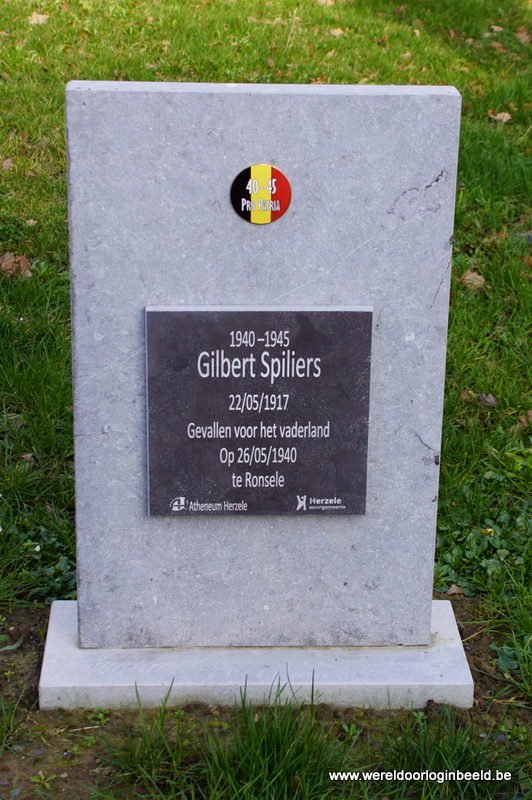 40-45
PRO PATRIA
1940 –1945
Gilbert Spiliers
22/05/1917
Gevallen voor het vaderland
Op 26/05/1940
te Ronsele
Atheneum Herzele
Herzele
woongemeente
www.wereldoorloginbeeld.be